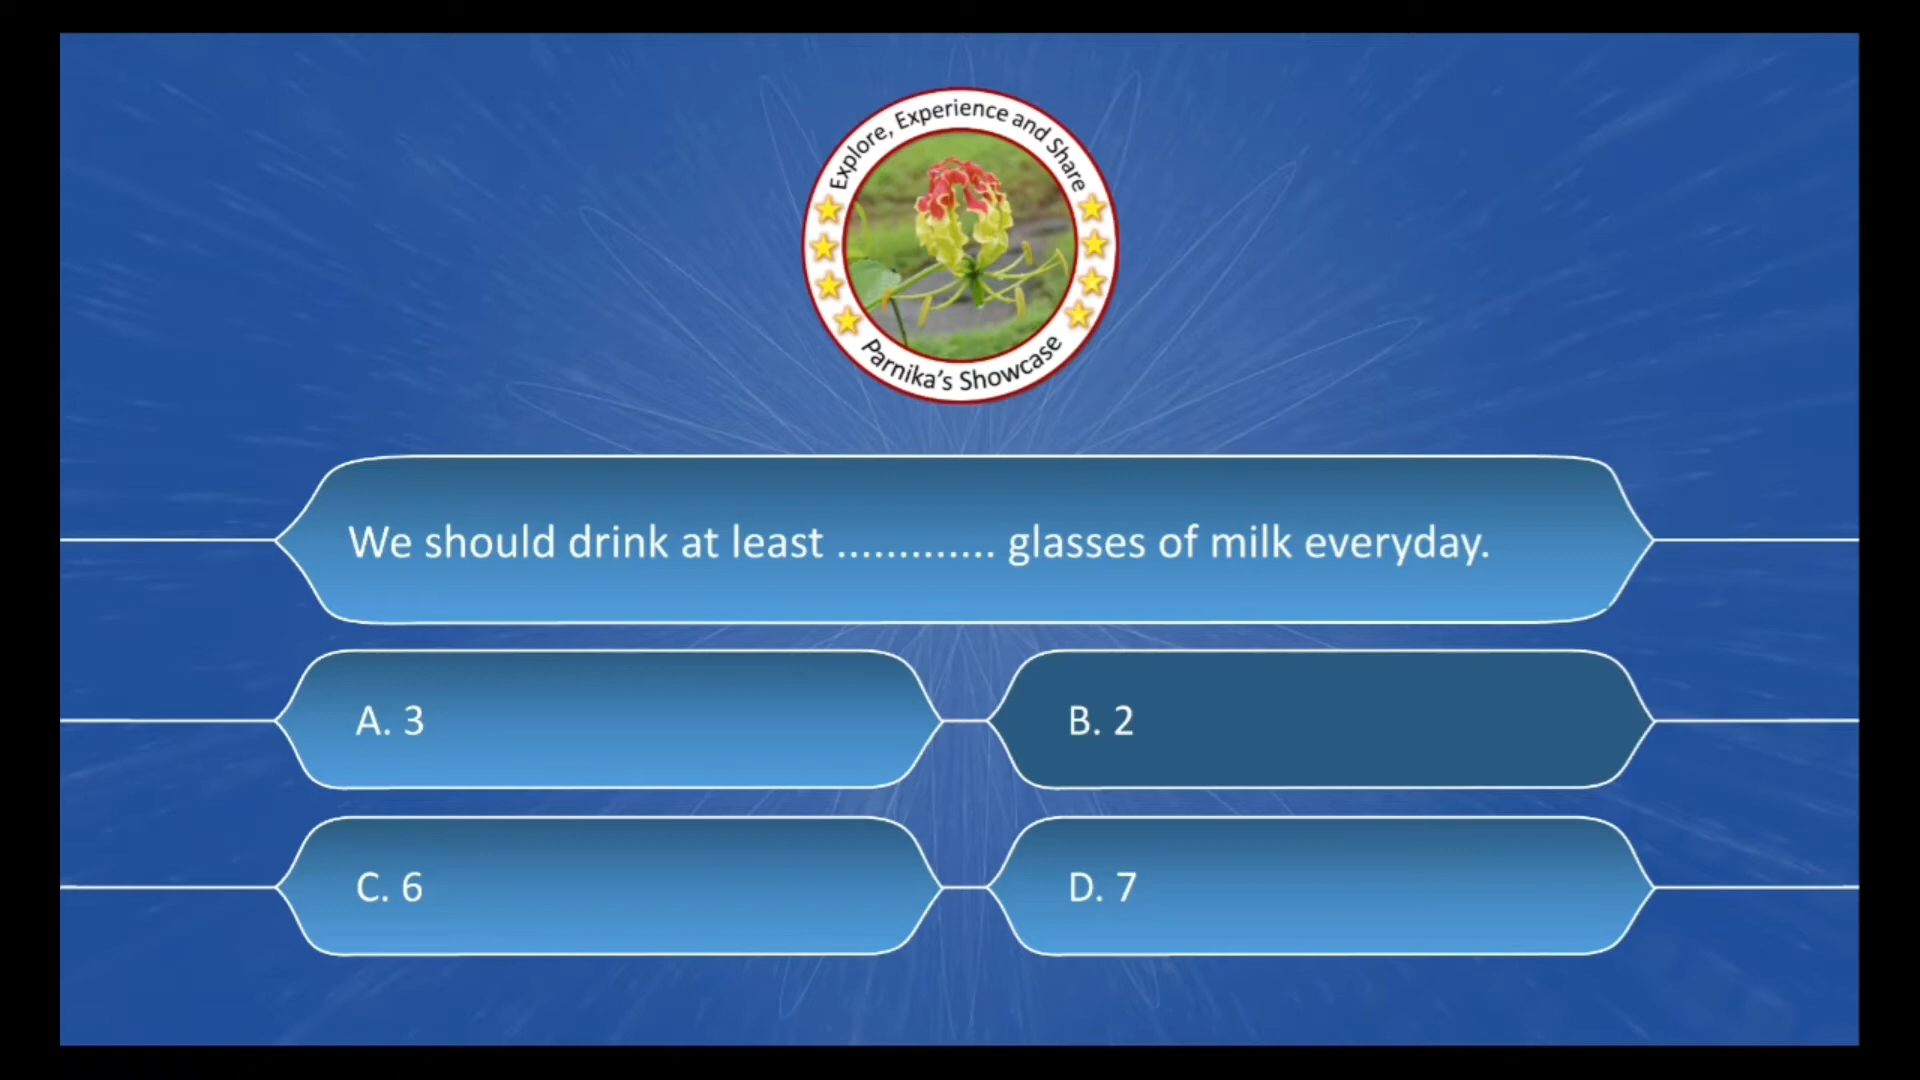 Explore, Experience and Share
Parnika's Showcase
We should drink at least ............. glasses of milk everyday.
A. 3
B. 2
C. 6
D. 7